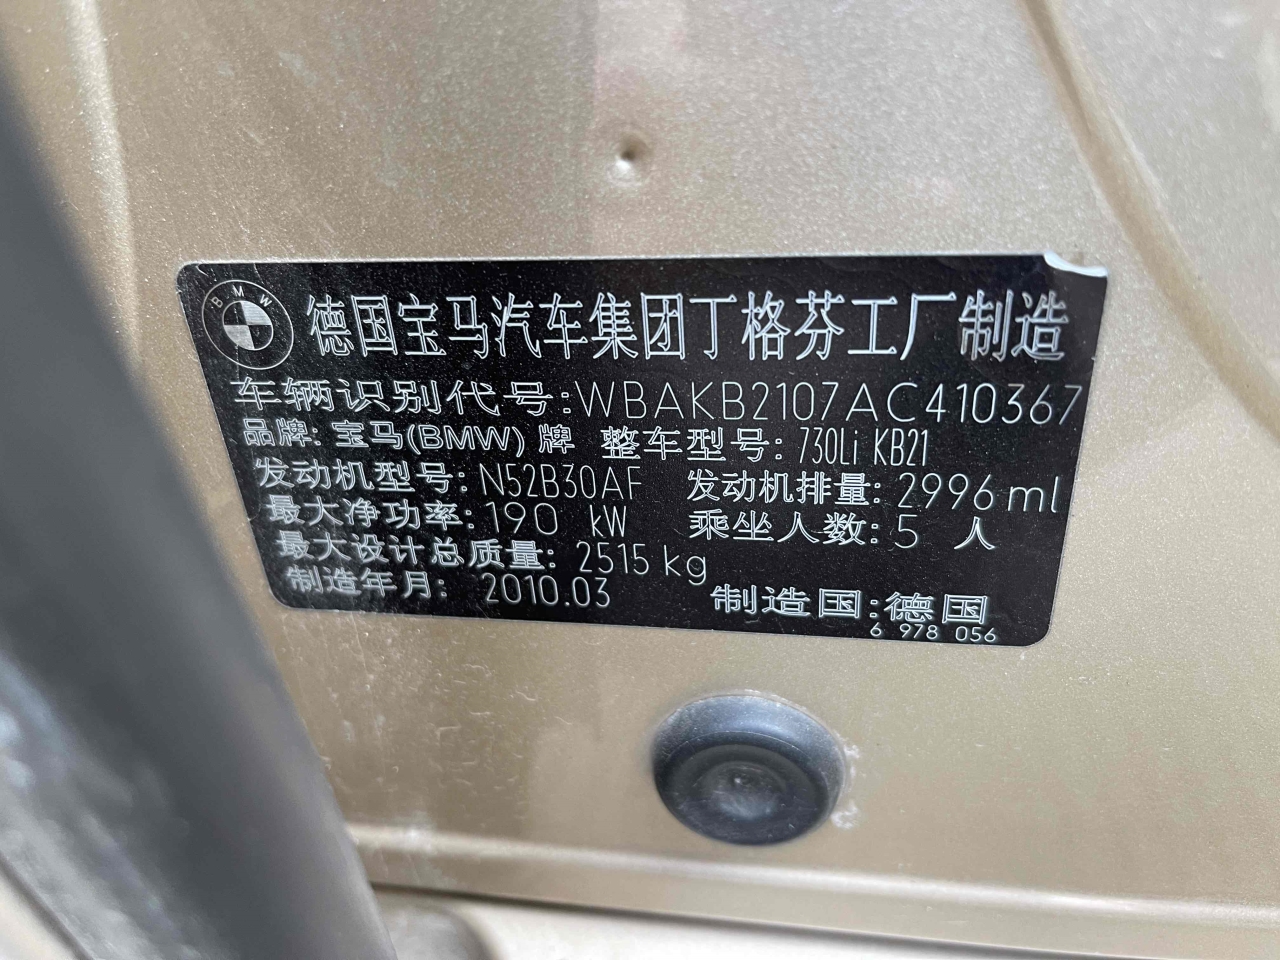 BMW
德国宝马汽车集团丁格芬工厂制造
车辆识别代号:WBAKB2107AC410367
品牌: 宝马(BMW) 牌 整车型号: 730Li KB21
发动机型号: N52B30AF 发动机排量: 2996 ml
最大净功率: 190 kW 乘坐人数: 5 人
最大设计总质量: 2515 kg
制造年月: 2010.03 制造国:德国
6 978 056